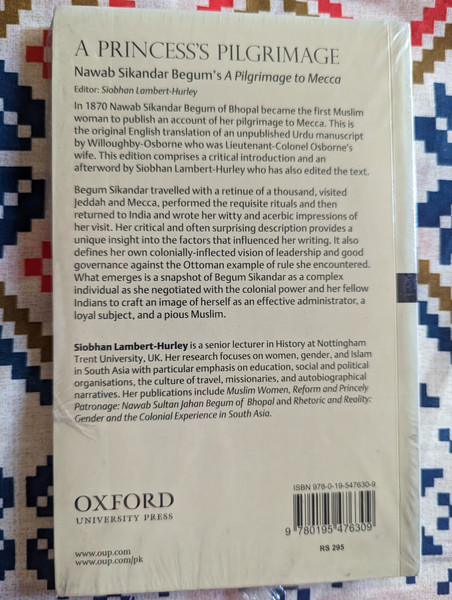 A PRINCESS'S PILGRIMAGE
Nawab Sikandar Begum's A Pilgrimage to Mecca
Editor: Siobhan Lambert-Hurley
In 1870 Nawab Sikandar Begum of Bhopal became the first Muslim
woman to publish an account of her pilgrimage to Mecca. This is
the original English translation of an unpublished Urdu manuscript
by Willoughby-Osborne who was Lieutenant-Colonel Osborne's
wife. This edition comprises a critical introduction and an
afterword by Siobhan Lambert-Hurley who has also edited the text.
Begum Sikandar travelled with a retinue of a thousand, visited
Jeddah and Mecca, performed the requisite rituals and then
returned to India and wrote her witty and acerbic impressions of
her visit. Her critical and often surprising description provides a
unique insight into the factors that influenced her writing. It also
defines her own colonially-inflected vision of leadership and good
governance against the Ottoman example of rule she encountered.
What emerges is a snapshot of Begum Sikandar as a complex
individual as she negotiated with the colonial power and her fellow
Indians to craft an image of herself as an effective administrator, a
loyal subject, and a pious Muslim.
Siobhan Lambert-Hurley is a senior lecturer in History at Nottingham
Trent University, UK. Her research focuses on women, gender, and Islam
in South Asia with particular emphasis on education, social and political
organisations, the culture of travel, missionaries, and autobiographical
narratives. Her publications include Muslim Women, Reform and Princely
Patronage: Nawab Sultan Jahan Begum of Bhopal and Rhetoric and Reality:
Gender and the Colonial Experience in South Asia.
OXFORD
UNIVERSITY PRESS
www.oup.com
www.oup.com/pk
ISBN 978-0-19-547630-9
9 780195 476309
RS 295